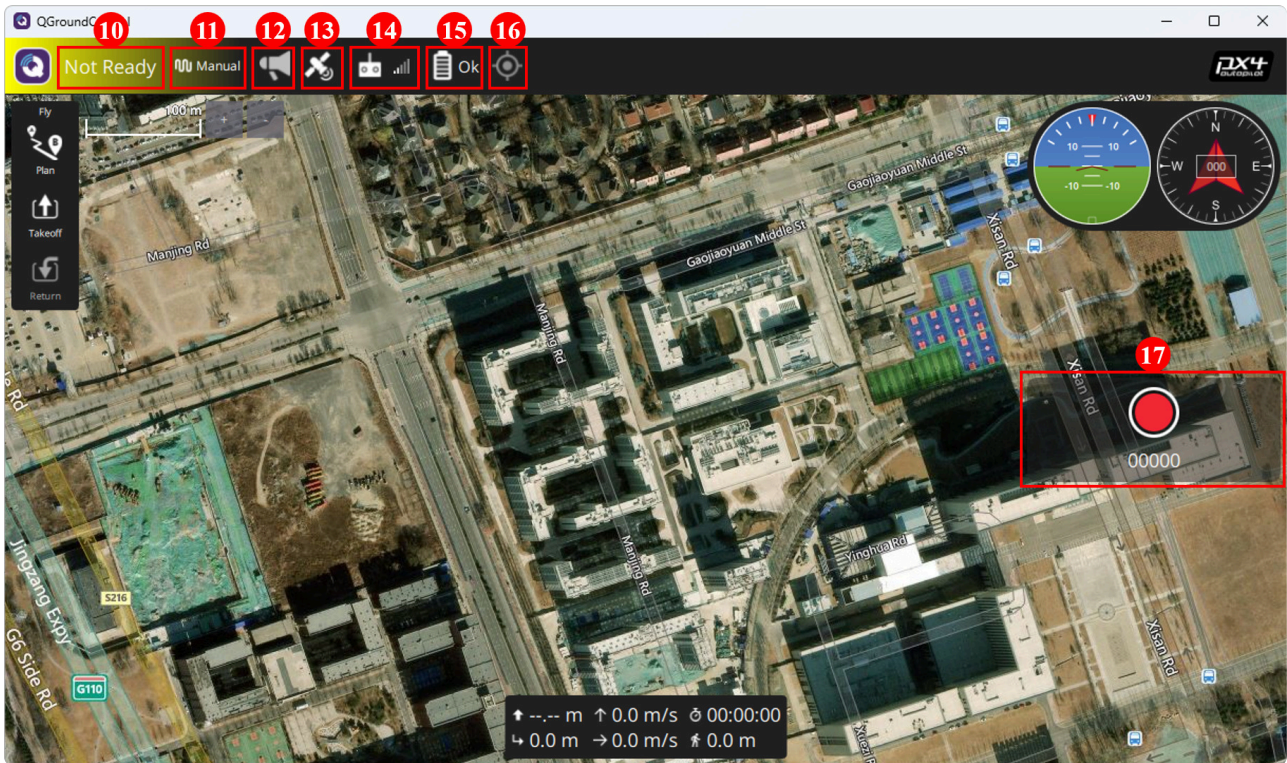 QGroundC l
10 11 12 13 14 15 16
Not Ready
Manual
Ok
px4
autopilot
Fly
Plan
Takeoff
Return
100 m
Manjing Rd
Gaojiaoyuan Middle St
Gaojiaoyuan Middle St
Xisan Rd
10 10
-10 -10
N
W 000 E
S
Manjing Rd
17
Xisan Rd
00000
Manjing Rd
Yinghua Rd
Jingzang Expy
S216
G6 Side Rd
G110
Xisan Rd
--.-- m 0.0 m/s 00:00:00
0.0 m 0.0 m/s 0.0 m